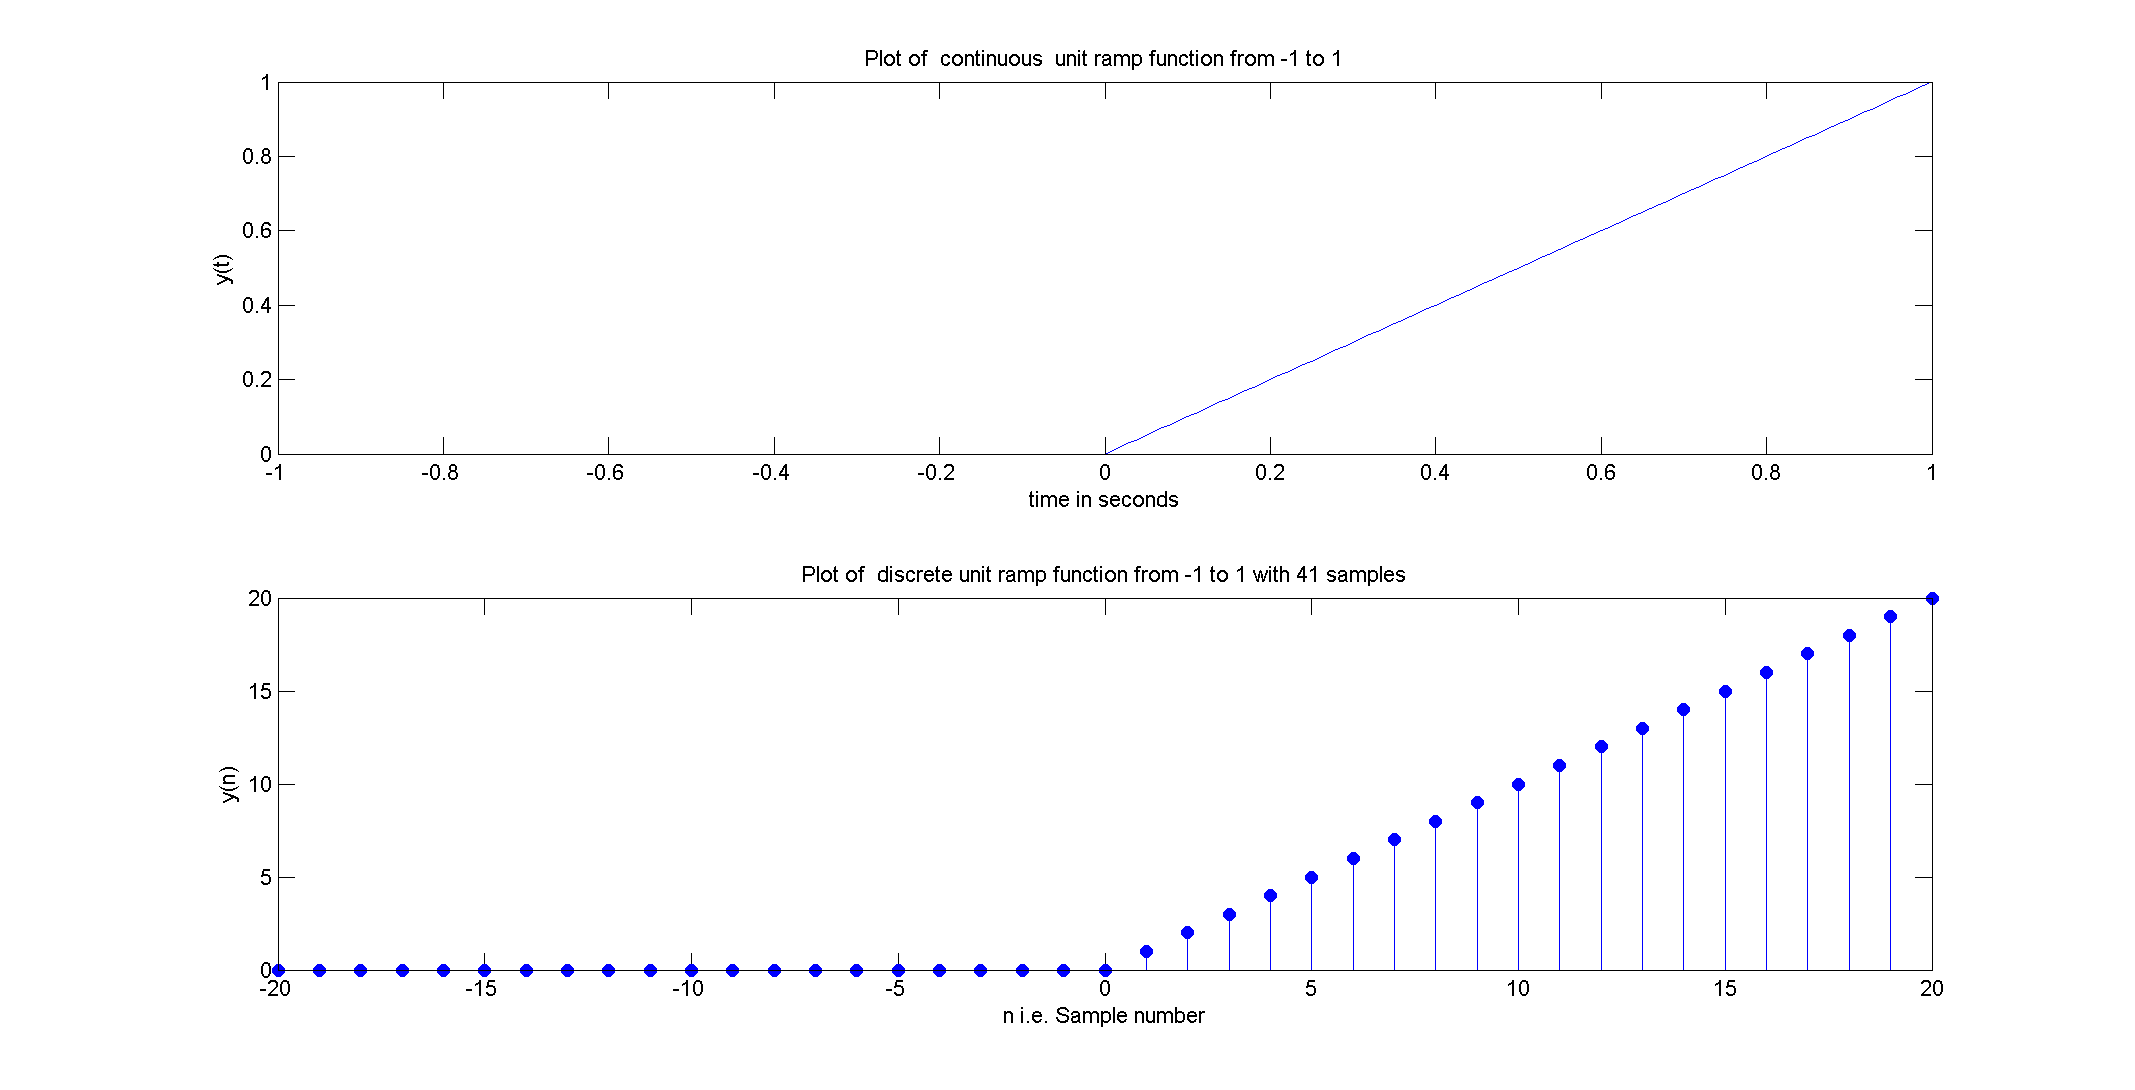 Plot of  continuous  unit ramp function from -1 to 1
1
0.8
0.6
0.4
0.2
0
y(t)
-1 -0.8 -0.6 -0.4 -0.2 0 0.2 0.4 0.6 0.8 1
time in seconds
Plot of  discrete unit ramp function from -1 to 1 with 41 samples
20
15
10
5
0
y(n)
-20 -15 -10 -5 0 5 10 15 20
n i.e. Sample number